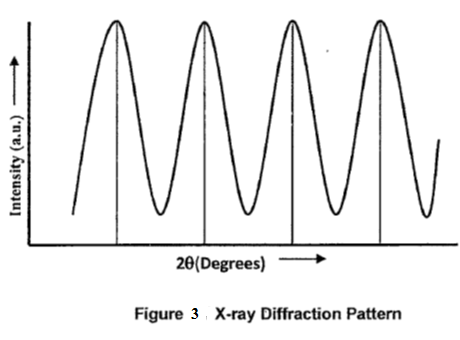 Intensity (a.u.)
2θ(Degrees)
Figure 3 . X-ray Diffraction Pattern